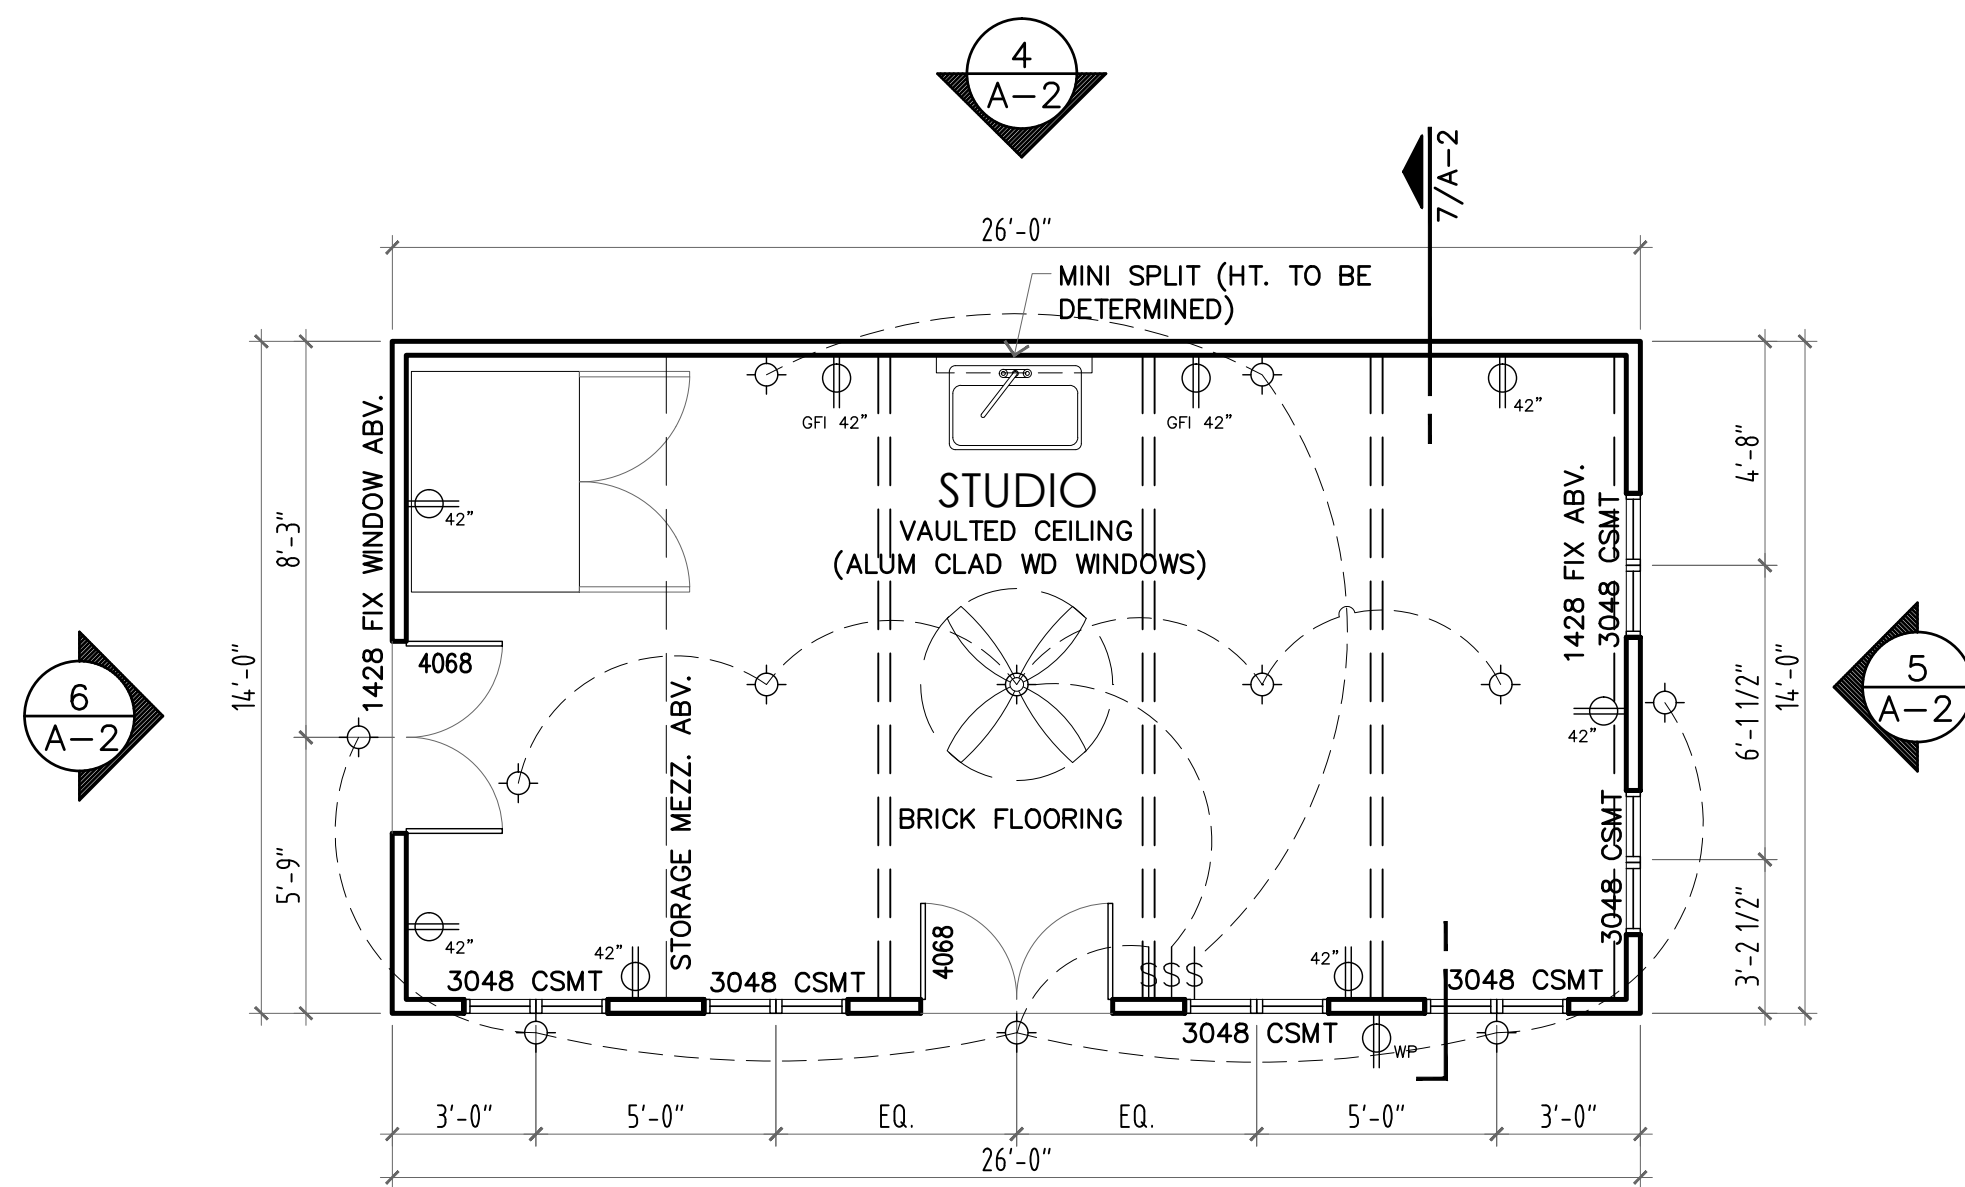 4
A-2
7/A-2
26'-0"
MINI SPLIT (HT. TO BE
DETERMINED)
GFI 42"
GFI 42"
42"
1428 FIX WINDOW ABV.
42"
STUDIO
VAULTED CEILING
(ALUM CLAD WD WINDOWS)
1428 FIX ABV.
3048 CSMT
4'-8"
8'-3"
14'-0"
4068
6
A-2
STORAGE MEZZ. ABV.
42"
6'-1 1/2"
14'-0"
5
A-2
BRICK FLOORING
3048 CSMT
5'-9"
3'-2 1/2"
42"
42"
4068
SSS
42"
3048 CSMT
3048 CSMT
3048 CSMT
3048 CSMT
WP
3'-0"
5'-0"
EQ.
EQ.
5'-0"
3'-0"
26'-0"